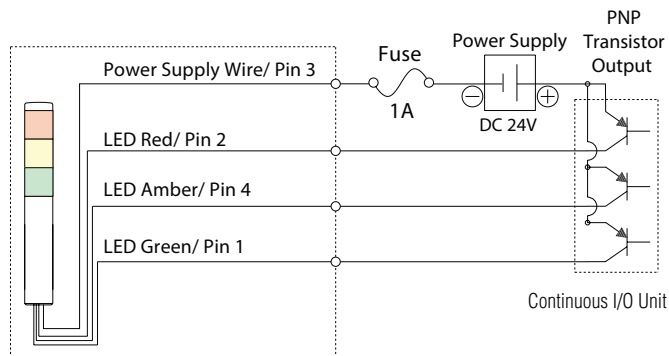 PNP
Transistor
Output
Fuse
Power Supply
Power Supply Wire/ Pin 3
1A
− +
DC 24V
LED Red/ Pin 2
LED Amber/ Pin 4
LED Green/ Pin 1
Continuous I/O Unit